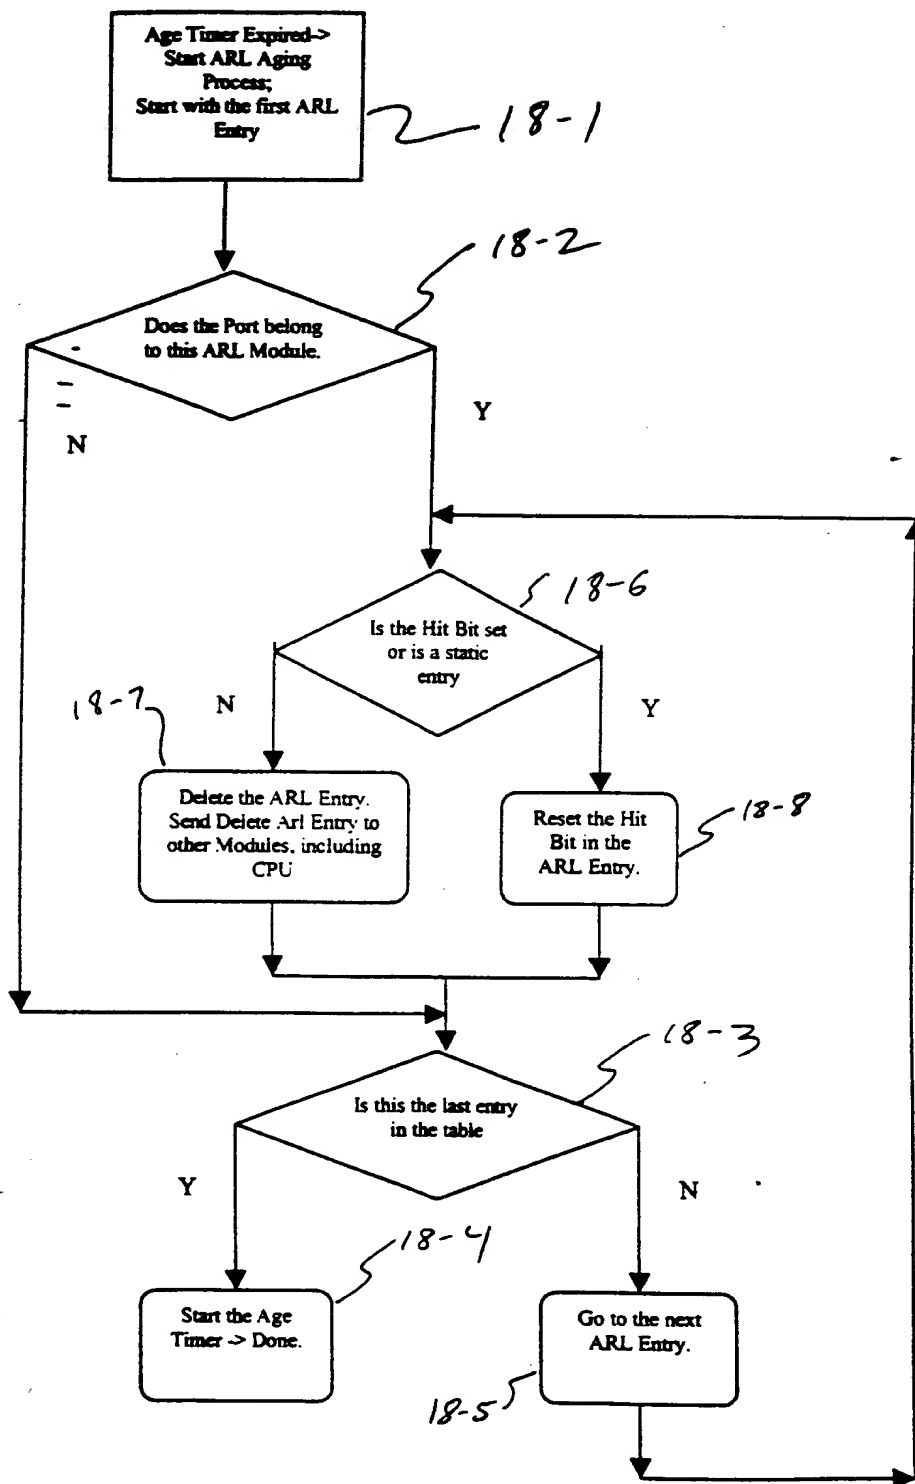 Age Timer Expired->
Start ARL Aging
Process;
Start with the first ARL
Entry
18-1
18-2
Does the Port belong
to this ARL Module.
N
Y
18-6
Is the Hit Bit set
or is a static
entry
N
Y
18-7
Delete the ARL Entry.
Send Delete Arl Entry to
other Modules, including
CPU
Reset the Hit
Bit in the
ARL Entry.
18-8
18-3
Is this the last entry
in the table
Y
N
18-4
Start the Age
Timer -> Done.
Go to the next
ARL Entry.
18-5